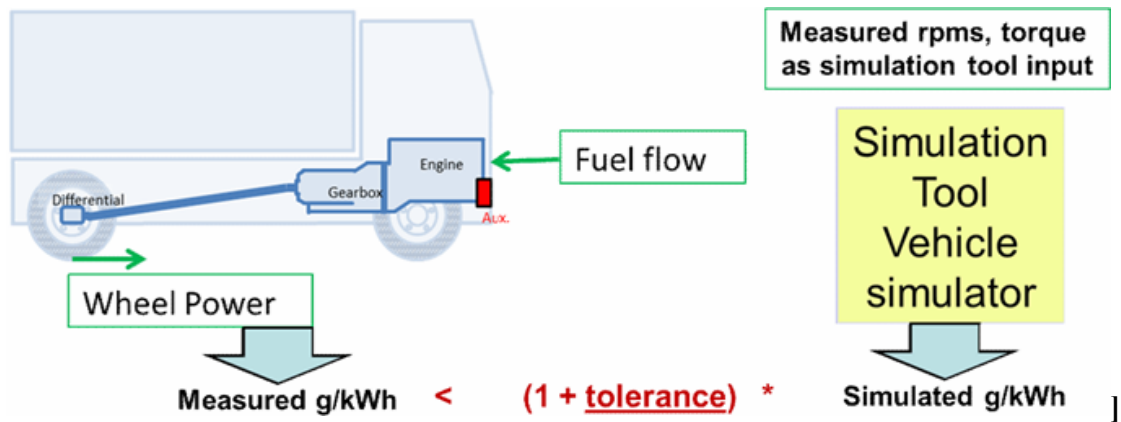 Measured rpms, torque
as simulation tool input
Simulation
Tool
Vehicle
simulator
Engine
Fuel flow
Gearbox
Differential
Aux.
Wheel Power
Measured g/kWh < (1 + tolerance) * Simulated g/kWh ]